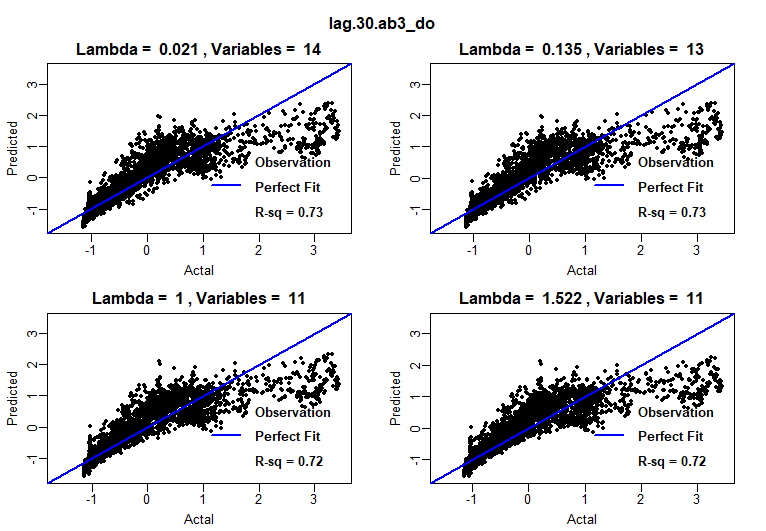 lag.30.ab3_do
Lambda = 0.021 , Variables = 14
Predicted
3
2
1
0
-1
Observation
Perfect Fit
R-sq = 0.73
-1 0 1 2 3
Actal
Lambda = 0.135 , Variables = 13
Predicted
3
2
1
0
-1
Observation
Perfect Fit
R-sq = 0.73
-1 0 1 2 3
Actal
Lambda = 1 , Variables = 11
Predicted
3
2
1
0
-1
Observation
Perfect Fit
R-sq = 0.72
-1 0 1 2 3
Actal
Lambda = 1.522 , Variables = 11
Predicted
3
2
1
0
-1
Observation
Perfect Fit
R-sq = 0.72
-1 0 1 2 3
Actal